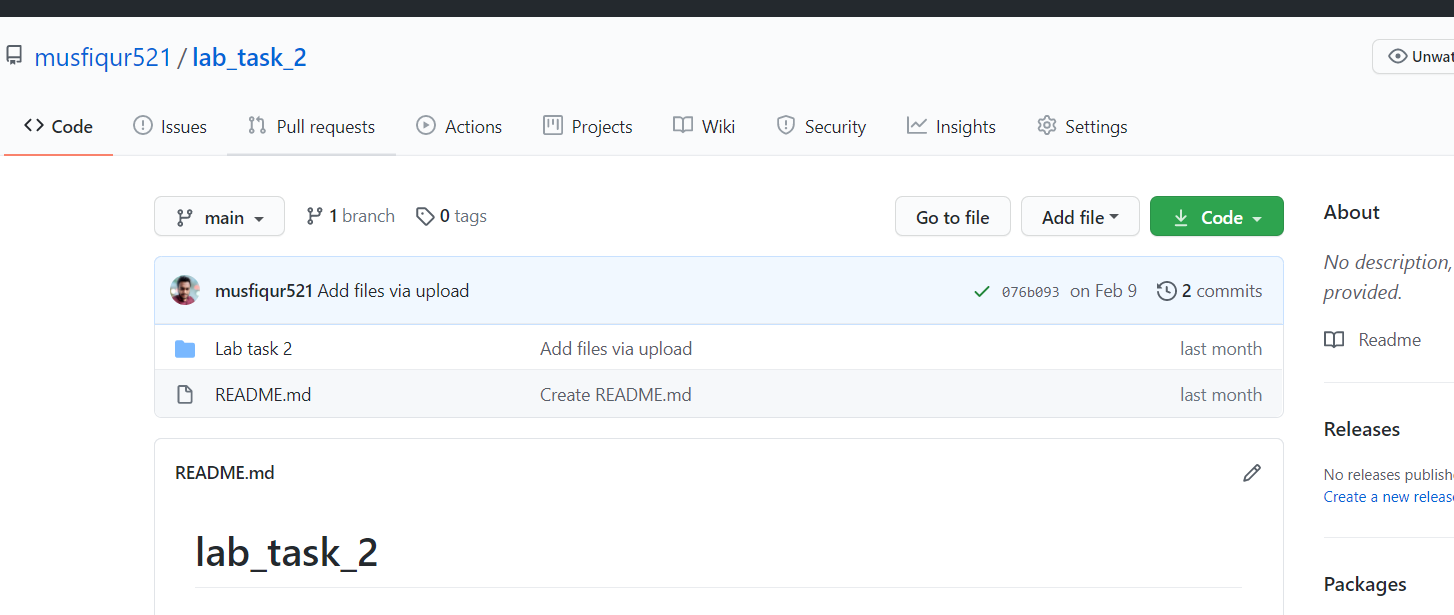 musfiqur521 / lab_task_2
Code Issues Pull requests Actions Projects Wiki Security Insights Settings
main 1 branch 0 tags Go to file Add file Code
musfiqur521 Add files via upload 076b093 on Feb 9 2 commits
Lab task 2 Add files via upload last month
README.md Create README.md last month
README.md
lab_task_2
About
No description,
provided.
Readme
Releases
No releases
Create a new
Packages